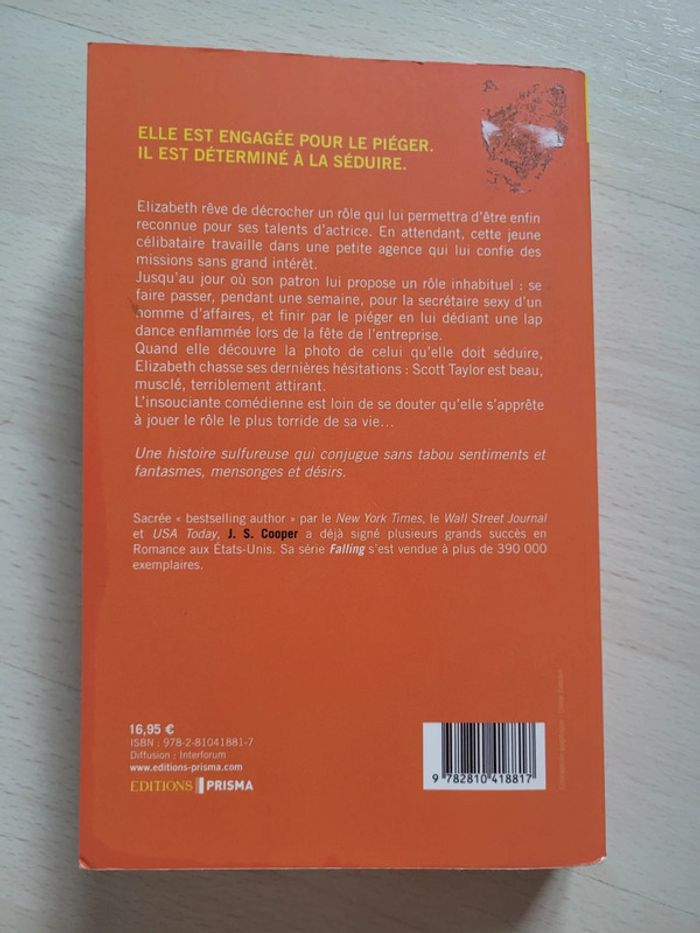 ELLE EST ENGAGÉE POUR LE PIÉGER.
IL EST DÉTERMINÉ À LA SÉDUIRE.
Elizabeth rêve de décrocher un rôle qui lui permettra d'être enfin
reconnue pour ses talents d'actrice. En attendant, cette jeune
célibataire travaille dans une petite agence qui lui confie des
missions sans grand intérêt.
Jusqu'au jour où son patron lui propose un rôle inhabituel : se
faire passer, pendant une semaine, pour la secrétaire sexy d'un
homme d'affaires, et finir par le piéger en lui dédiant une lap
dance enflammée lors de la fête de l'entreprise.
Quand elle découvre la photo de celui qu'elle doit séduire,
Elizabeth chasse ses dernières hésitations : Scott Taylor est beau,
musclé, terriblement attirant.
L'insouciante comédienne est loin de se douter qu'elle s'apprête
à jouer le rôle le plus torride de sa vie...
Une histoire sulfureuse qui conjugue sans tabou sentiments et
fantasmes, mensonges et désirs.
Sacrée « bestselling author » par le New York Times, le Wall Street Journal
et USA Today, J. S. Cooper a déjà signé plusieurs grands succès en
Romance aux États-Unis. Sa série Falling s'est vendue à plus de 390 000
exemplaires.
16,95 €
ISBN : 978-2-81041881-7
Diffusion : Interforum
www.editions-prisma.com
EDITIONS PRISMA
9 782810 418817